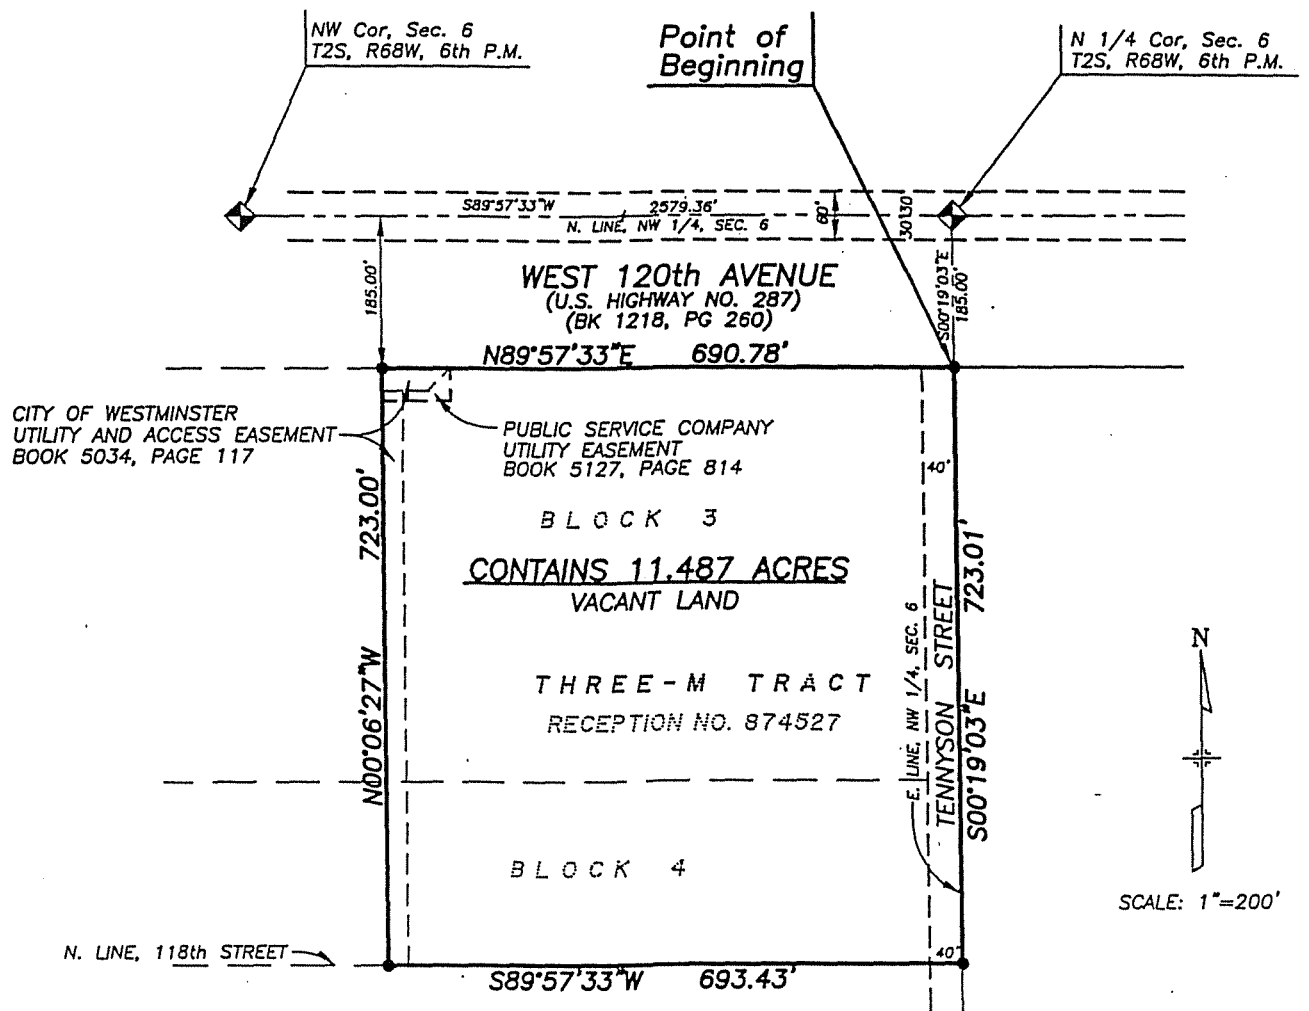 NW Cor, Sec. 6
T2S, R68W, 6th P.M.
Point of
Beginning
N 1/4 Cor, Sec. 6
T2S, R68W, 6th P.M.
S89°57'33"W 2579.36'
N. LINE, NW 1/4, SEC. 6
60'
30'30'
185.00'
S00°19'03"E
185.00'
WEST 120th AVENUE
(U.S. HIGHWAY NO. 287)
(BK 1218, PG 260)
N89°57'33"E 690.78'
CITY OF WESTMINSTER
UTILITY AND ACCESS EASEMENT
BOOK 5034, PAGE 117
PUBLIC SERVICE COMPANY
UTILITY EASEMENT
BOOK 5127, PAGE 814
40'
BLOCK 3
CONTAINS 11.487 ACRES
VACANT LAND
THREE-M TRACT
RECEPTION NO. 874527
N00°06'27"W 723.00'
E. LINE, NW 1/4, SEC. 6
TENNYSON STREET
S00°19'03"E 723.01'
N
SCALE: 1"=200'
BLOCK 4
N. LINE, 118th STREET
40'
S89°57'33"W 693.43'